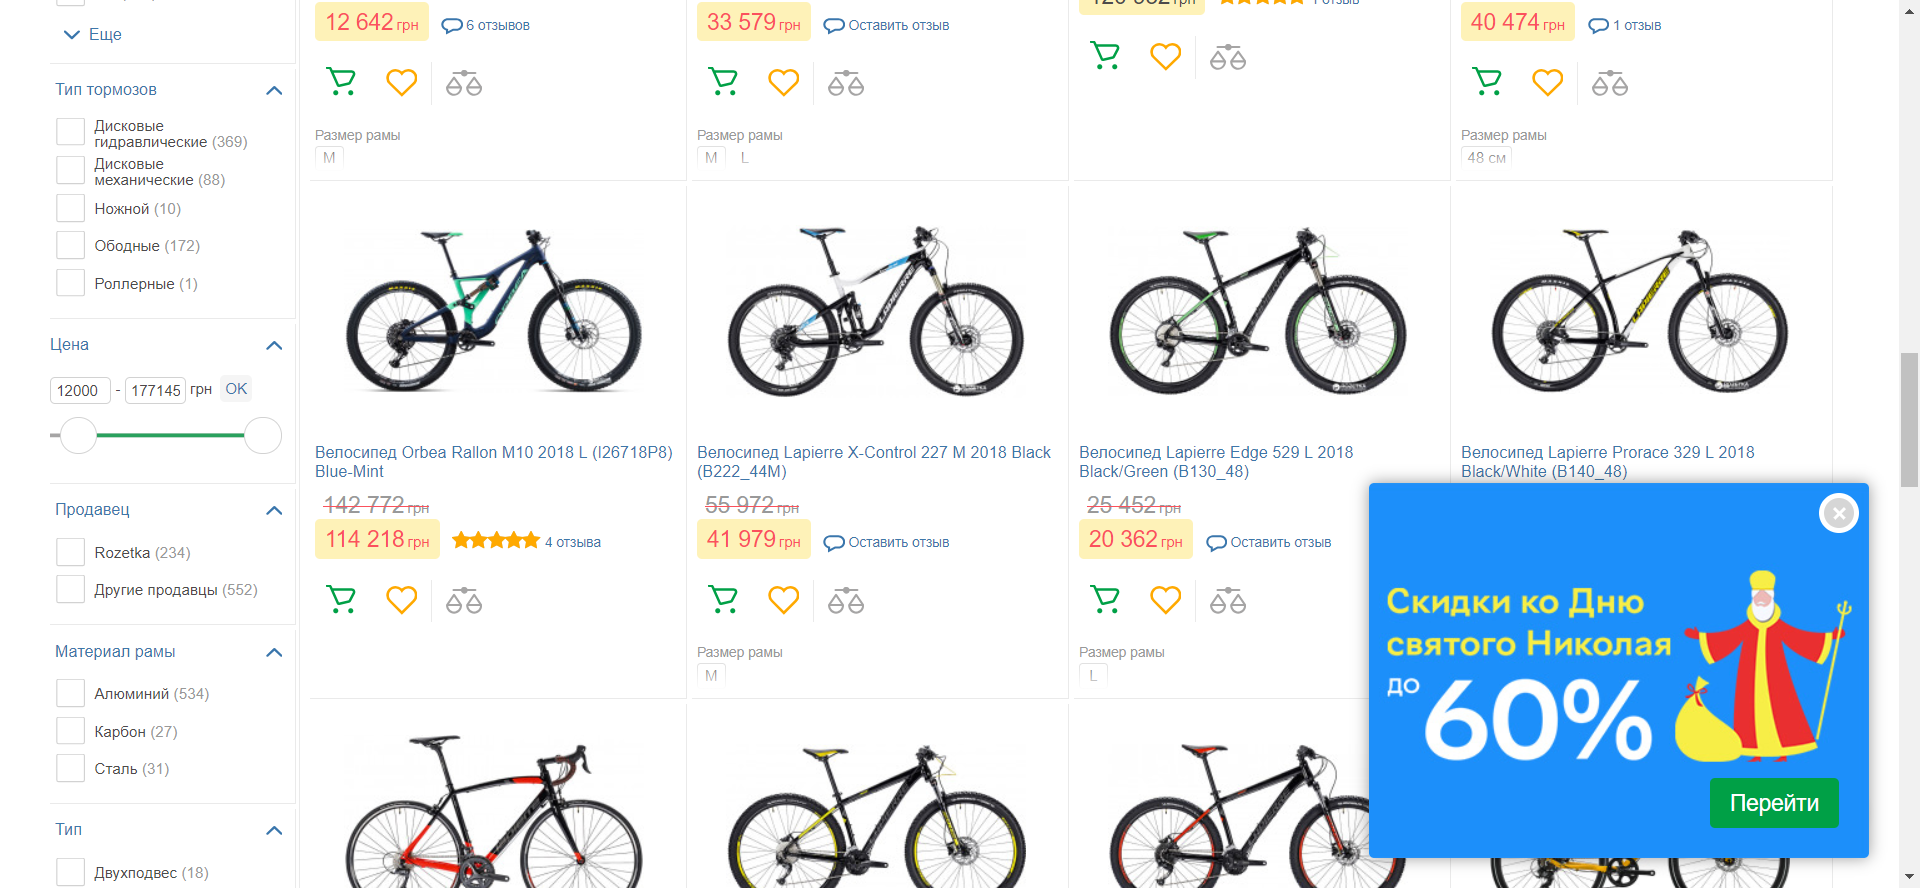 Еще
Тип тормозов
Дисковые
гидравлические (369)
Дисковые
механические (88)
Ножной (10)
Ободные (172)
Роллерные (1)
Цена
12000 - 177145 грн OK
Продавец
Rozetka (234)
Другие продавцы (552)
Материал рамы
Алюминий (534)
Карбон (27)
Сталь (31)
Тип
Двухподвес (18)
12 642 грн 6 отзывов
Размер рамы
M
33 579 грн Оставить отзыв
Размер рамы
M L
40 474 грн 1 отзыв
Размер рамы
48 см
Велосипед Orbea Rallon M10 2018 L (I26718P8)
Blue-Mint
142 772 грн
114 218 грн 4 отзыва
LAPIERRE
Велосипед Lapierre X-Control 227 M 2018 Black
(B222_44M)
55 972 грн
41 979 грн Оставить отзыв
Размер рамы
M
Велосипед Lapierre Edge 529 L 2018
Black/Green (B130_48)
25 452 грн
20 362 грн Оставить отзыв
Размер рамы
L
LAPIERRE
Велосипед Lapierre Prorace 329 L 2018
Black/White (B140_48)
Скидки ко Дню
святого Николая
до
60%
Перейти